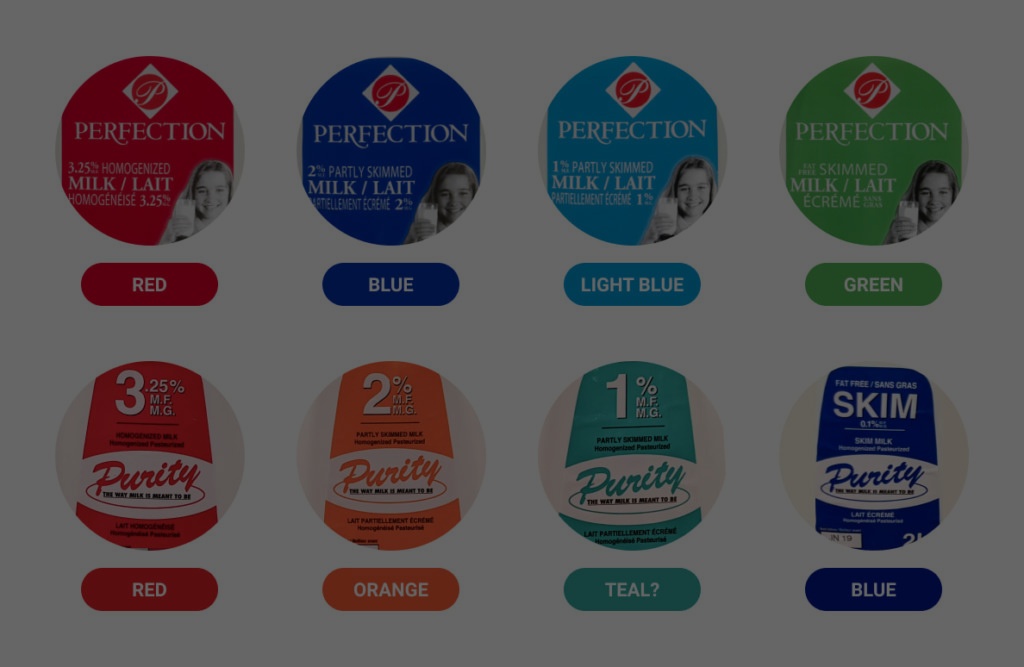 P
PERFECTION
3.25% HOMOGENIZED
MILK / LAIT
HOMOGÉNÉISÉ 3.25%
RED
P
PERFECTION
2% PARTLY SKIMMED
MILK / LAIT
PARTIELLEMENT ÉCRÉMÉ 2%
BLUE
P
PERFECTION
1% PARTLY SKIMMED
MILK / LAIT
PARTIELLEMENT ÉCRÉMÉ 1%
LIGHT BLUE
P
PERFECTION
FAT FREE SKIMMED
MILK / LAIT
ÉCRÉMÉ SANS GRAS
GREEN
3.25%
M.F.
M.G.
HOMOGENIZED MILK
Homogenized Pasteurized
Purity
THE WAY MILK IS MEANT TO BE
LAIT HOMOGÉNÉISÉ
Homogénéisé Pasteurisé
RED
2%
M.F.
M.G.
PARTLY SKIMMED MILK
Homogenized Pasteurized
Purity
THE WAY MILK IS MEANT TO BE
LAIT PARTIELLEMENT ÉCRÉMÉ
Homogénéisé Pasteurisé
ORANGE
1%
M.F.
M.G.
PARTLY SKIMMED MILK
Homogenized Pasteurized
Purity
THE WAY MILK IS MEANT TO BE
LAIT PARTIELLEMENT ÉCRÉMÉ
Homogénéisé Pasteurisé
TEAL?
FAT FREE / SANS GRAS
SKIM
0.1%
SKIM MILK
Homogenized Pasteurized
Purity
THE WAY MILK IS MEANT TO BE
LAIT ÉCRÉMÉ
Homogénéisé Pasteurisé
IN 19
BLUE